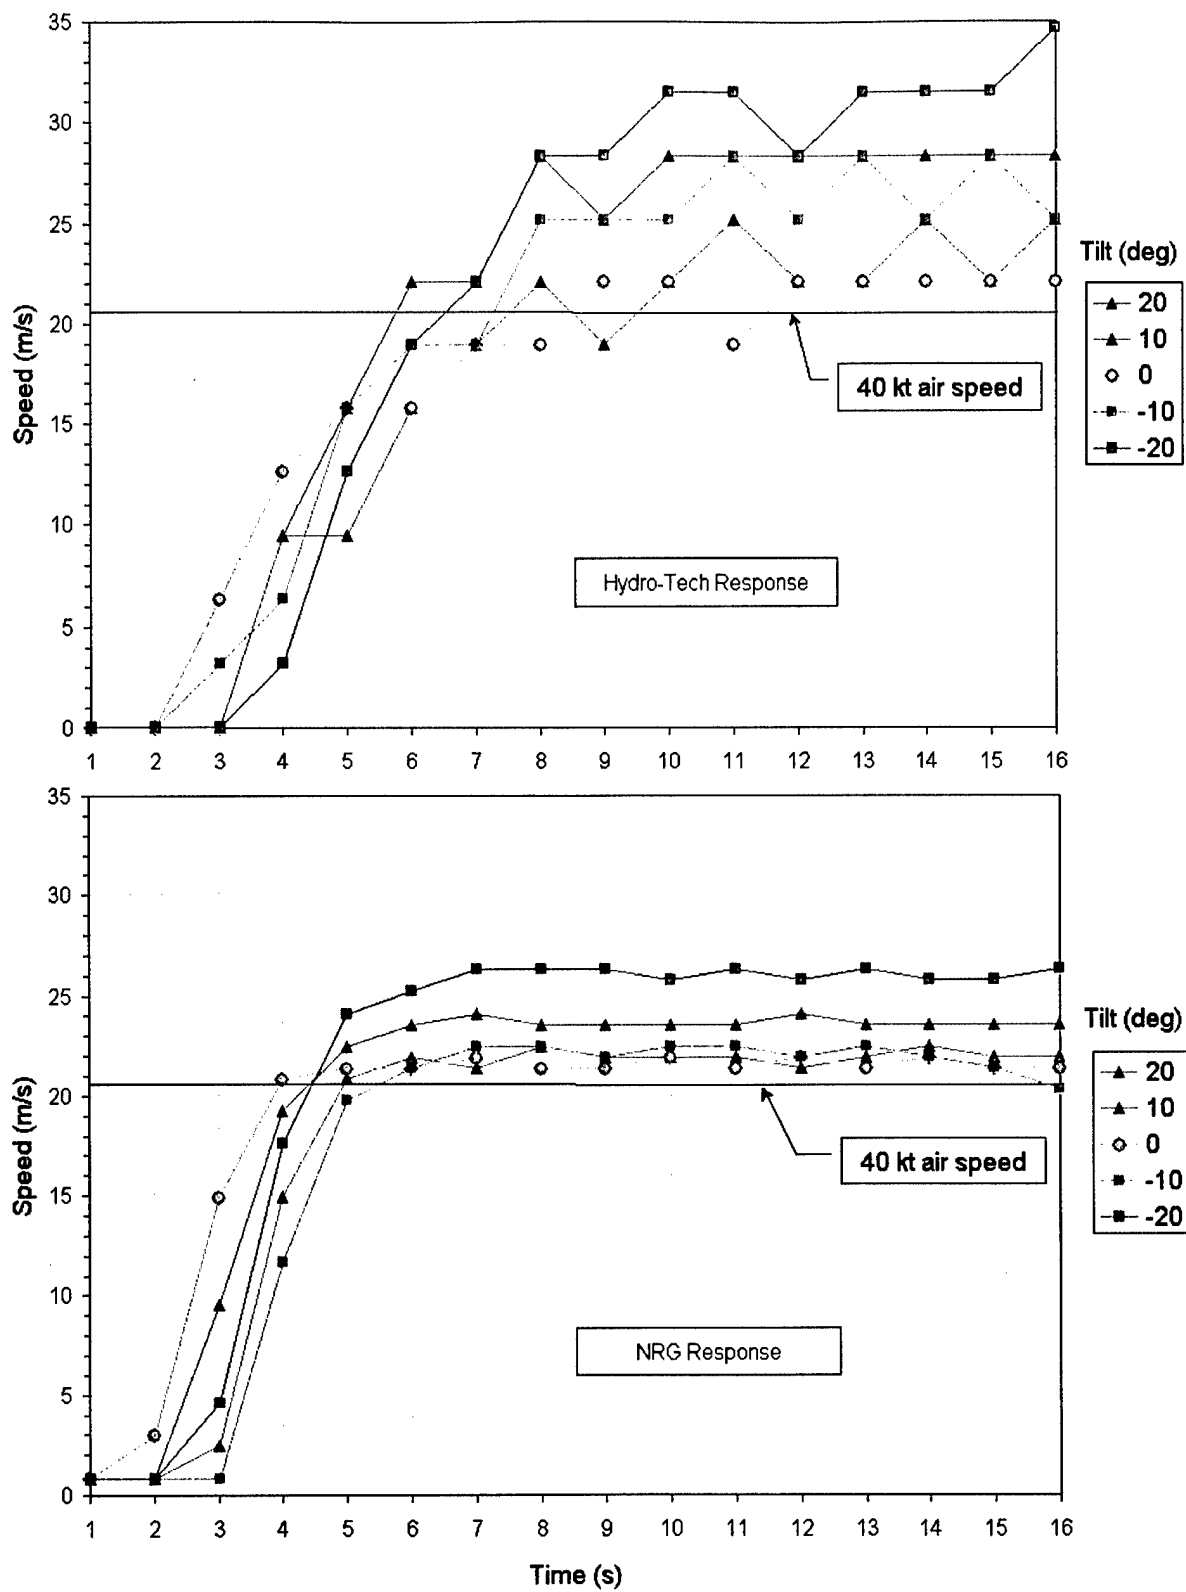 35
30
25
20
15
10
5
0
Speed (m/s)
1 2 3 4 5 6 7 8 9 10 11 12 13 14 15 16
40 kt air speed
Hydro-Tech Response
Tilt (deg)
20
10
0
-10
-20
35
30
25
20
15
10
5
0
Speed (m/s)
1 2 3 4 5 6 7 8 9 10 11 12 13 14 15 16
Time (s)
40 kt air speed
NRG Response
Tilt (deg)
20
10
0
-10
-20